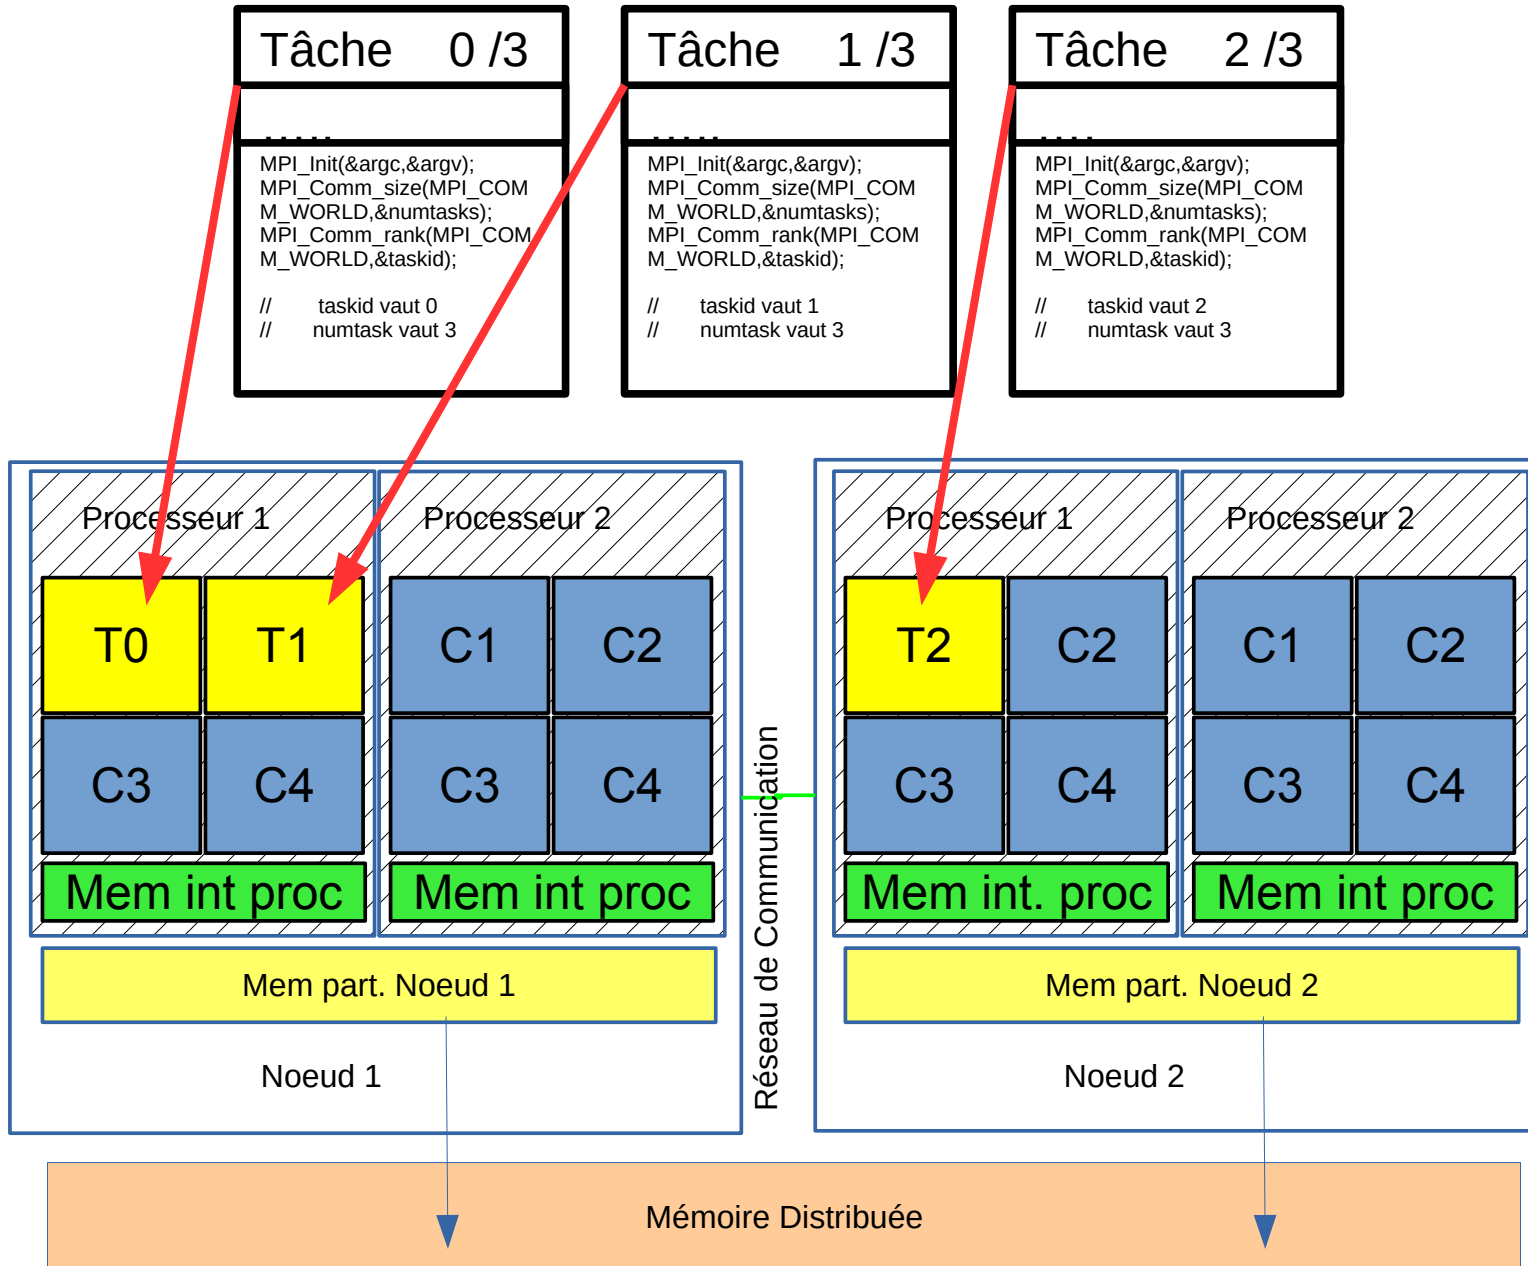 Tâche 0 /3
.....
MPI_Init(&argc,&argv);
MPI_Comm_size(MPI_COM
M_WORLD,&numtasks);
MPI_Comm_rank(MPI_COM
M_WORLD,&taskid);
// taskid vaut 0
// numtask vaut 3
Tâche 1 /3
.....
MPI_Init(&argc,&argv);
MPI_Comm_size(MPI_COM
M_WORLD,&numtasks);
MPI_Comm_rank(MPI_COM
M_WORLD,&taskid);
// taskid vaut 1
// numtask vaut 3
Tâche 2 /3
....
MPI_Init(&argc,&argv);
MPI_Comm_size(MPI_COM
M_WORLD,&numtasks);
MPI_Comm_rank(MPI_COM
M_WORLD,&taskid);
// taskid vaut 2
// numtask vaut 3
Processeur 1
T0 T1
C3 C4
Mem int proc
Processeur 2
C1 C2
C3 C4
Mem int proc
Mem part. Noeud 1
Noeud 1
Réseau de Communication
Processeur 1
T2 C2
C3 C4
Mem int. proc
Processeur 2
C1 C2
C3 C4
Mem int proc
Mem part. Noeud 2
Noeud 2
Mémoire Distribuée